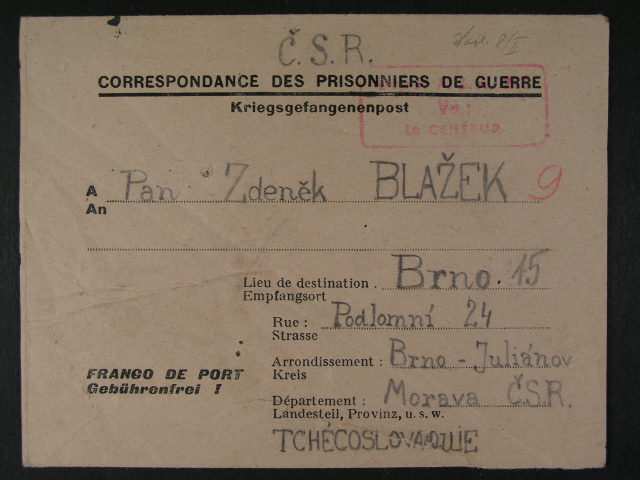 Č.S.R.
CORRESPONDANCE DES PRISONNIERS DE GUERRE
Kriegsgefangenenpost
Vu:
Le CENSEUR
A Pan Zdeněk BLAŽEK 9
An
Lieu de destination : Brno. 15
Empfangsort
Rue : Podlomní 24
Strasse
FRANCO DE PORT
Gebührenfrei !
Arrondissement : Brno - Juliánov
Kreis
Département : Morava Č.S.R.
Landesteil, Provinz, u. s. w.
TCHÉCOSLOVAQUIE